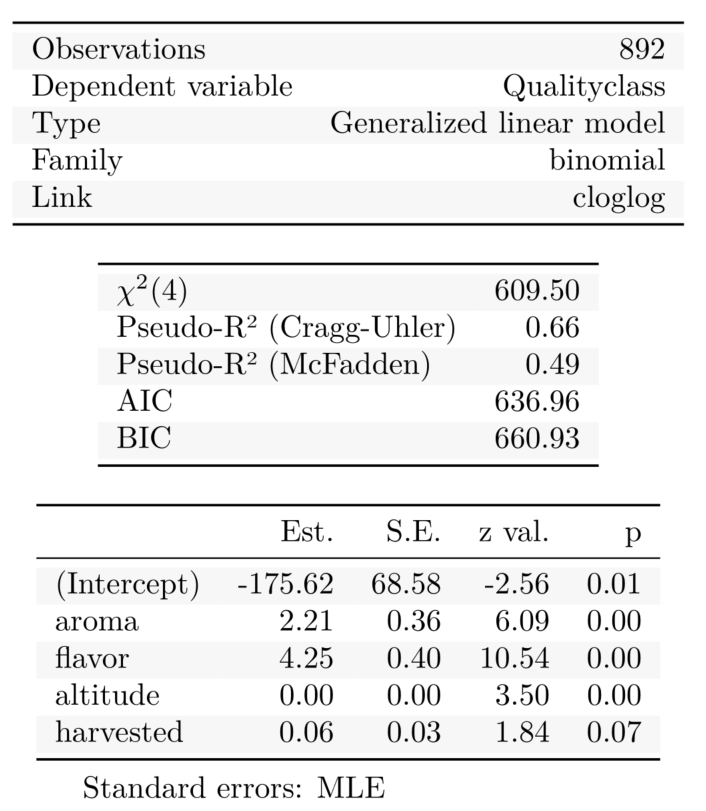 Observations 892
Dependent variable Qualityclass
Type Generalized linear model
Family binomial
Link cloglog
χ²(4) 609.50
Pseudo-R² (Cragg-Uhler) 0.66
Pseudo-R² (McFadden) 0.49
AIC 636.96
BIC 660.93
Est. S.E. z val. p
(Intercept) -175.62 68.58 -2.56 0.01
aroma 2.21 0.36 6.09 0.00
flavor 4.25 0.40 10.54 0.00
altitude 0.00 0.00 3.50 0.00
harvested 0.06 0.03 1.84 0.07
Standard errors: MLE